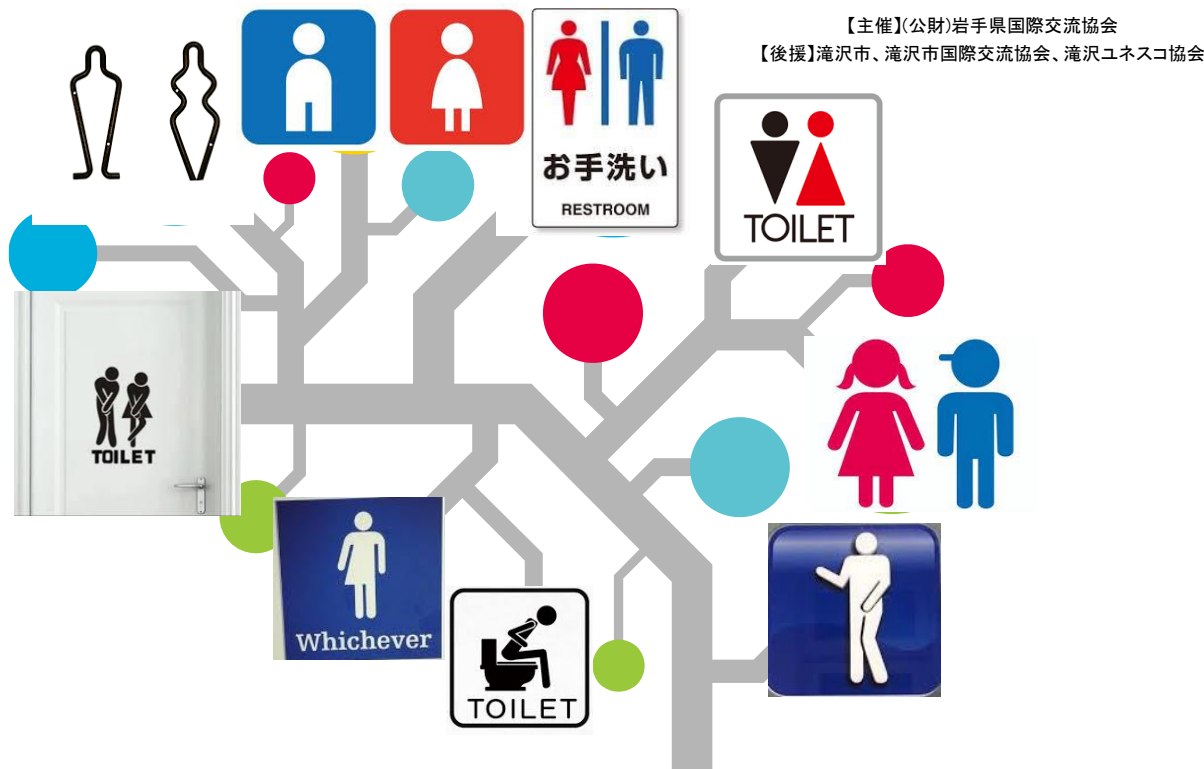 【主催】(公財)岩手県国際交流協会
【後援】滝沢市、滝沢市国際交流協会、滝沢ユネスコ協会
お手洗い
RESTROOM
TOILET
TOILET
Whichever
TOILET